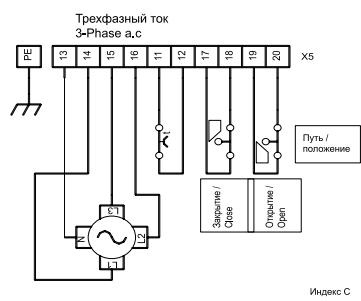 Трехфазный ток
3-Phase a.c
PE 13 14 15 16 11 12 17 18 19 20 X5
t
Путь /
положение
Закрытие /
Close
Открытие /
Open
L3
N
L2
L1
Индекс С